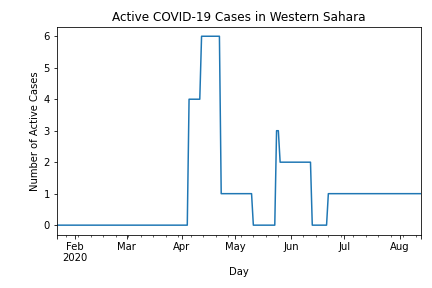 Active COVID-19 Cases in Western Sahara
6
5
4
3
2
1
0
Number of Active Cases
Feb Mar Apr May Jun Jul Aug
2020
Day